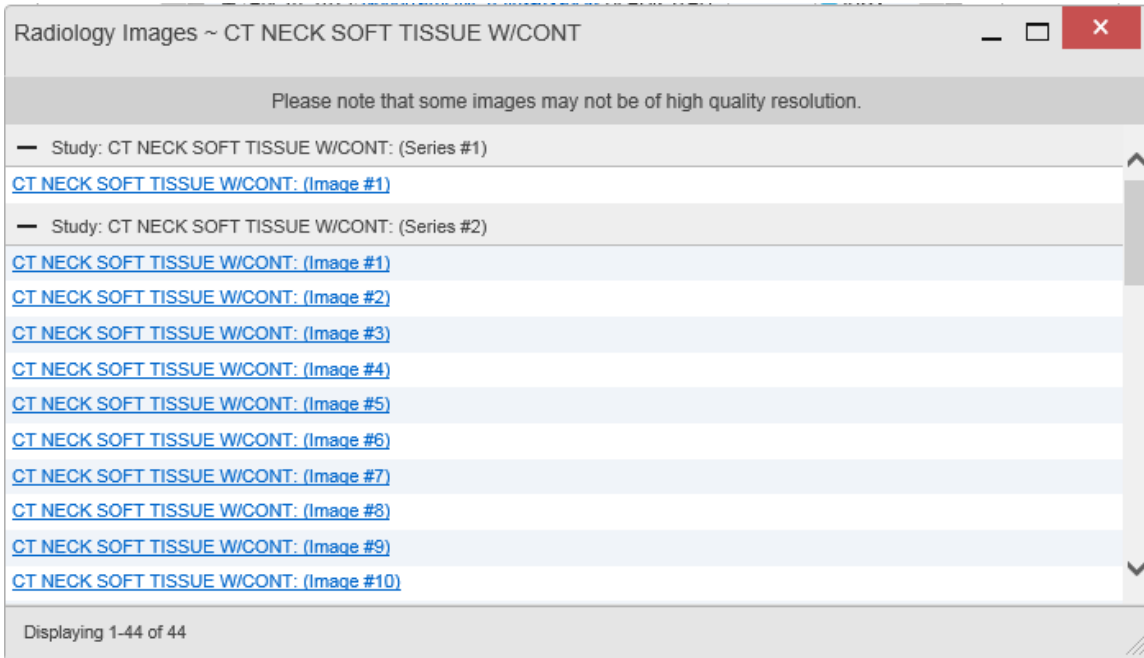 Radiology Images ~ CT NECK SOFT TISSUE W/CONT
Please note that some images may not be of high quality resolution.
Study: CT NECK SOFT TISSUE W/CONT: (Series #1)
CT NECK SOFT TISSUE W/CONT: (Image #1)
Study: CT NECK SOFT TISSUE W/CONT: (Series #2)
CT NECK SOFT TISSUE W/CONT: (Image #1)
CT NECK SOFT TISSUE W/CONT: (Image #2)
CT NECK SOFT TISSUE W/CONT: (Image #3)
CT NECK SOFT TISSUE W/CONT: (Image #4)
CT NECK SOFT TISSUE W/CONT: (Image #5)
CT NECK SOFT TISSUE W/CONT: (Image #6)
CT NECK SOFT TISSUE W/CONT: (Image #7)
CT NECK SOFT TISSUE W/CONT: (Image #8)
CT NECK SOFT TISSUE W/CONT: (Image #9)
CT NECK SOFT TISSUE W/CONT: (Image #10)
Displaying 1-44 of 44